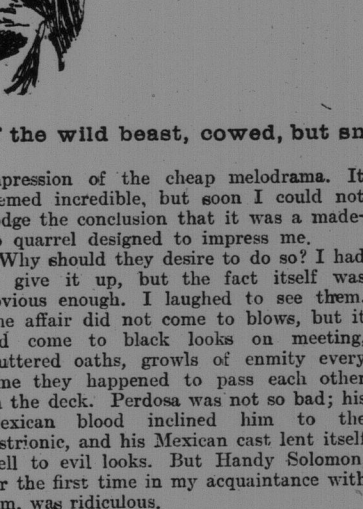 the wild beast, cowed, but sn
pression of the cheap melodrama. It
emed incredible, but soon I could not
dge the conclusion that it was a made-
quarrel designed to impress me.
Why should they desire to do so? I had
give it up, but the fact itself was
vious enough. I laughed to see them.
he affair did not come to blows, but it
d come to black looks on meeting,
uttered oaths, growls of enmity every
me they happened to pass each other
the deck. Perdosa was not so bad; his
exican blood inclined him to the
strionic, and his Mexican cast lent itself
ell to evil looks. But Handy Solomon
r the first time in my acquaintance with
m, was ridiculous.